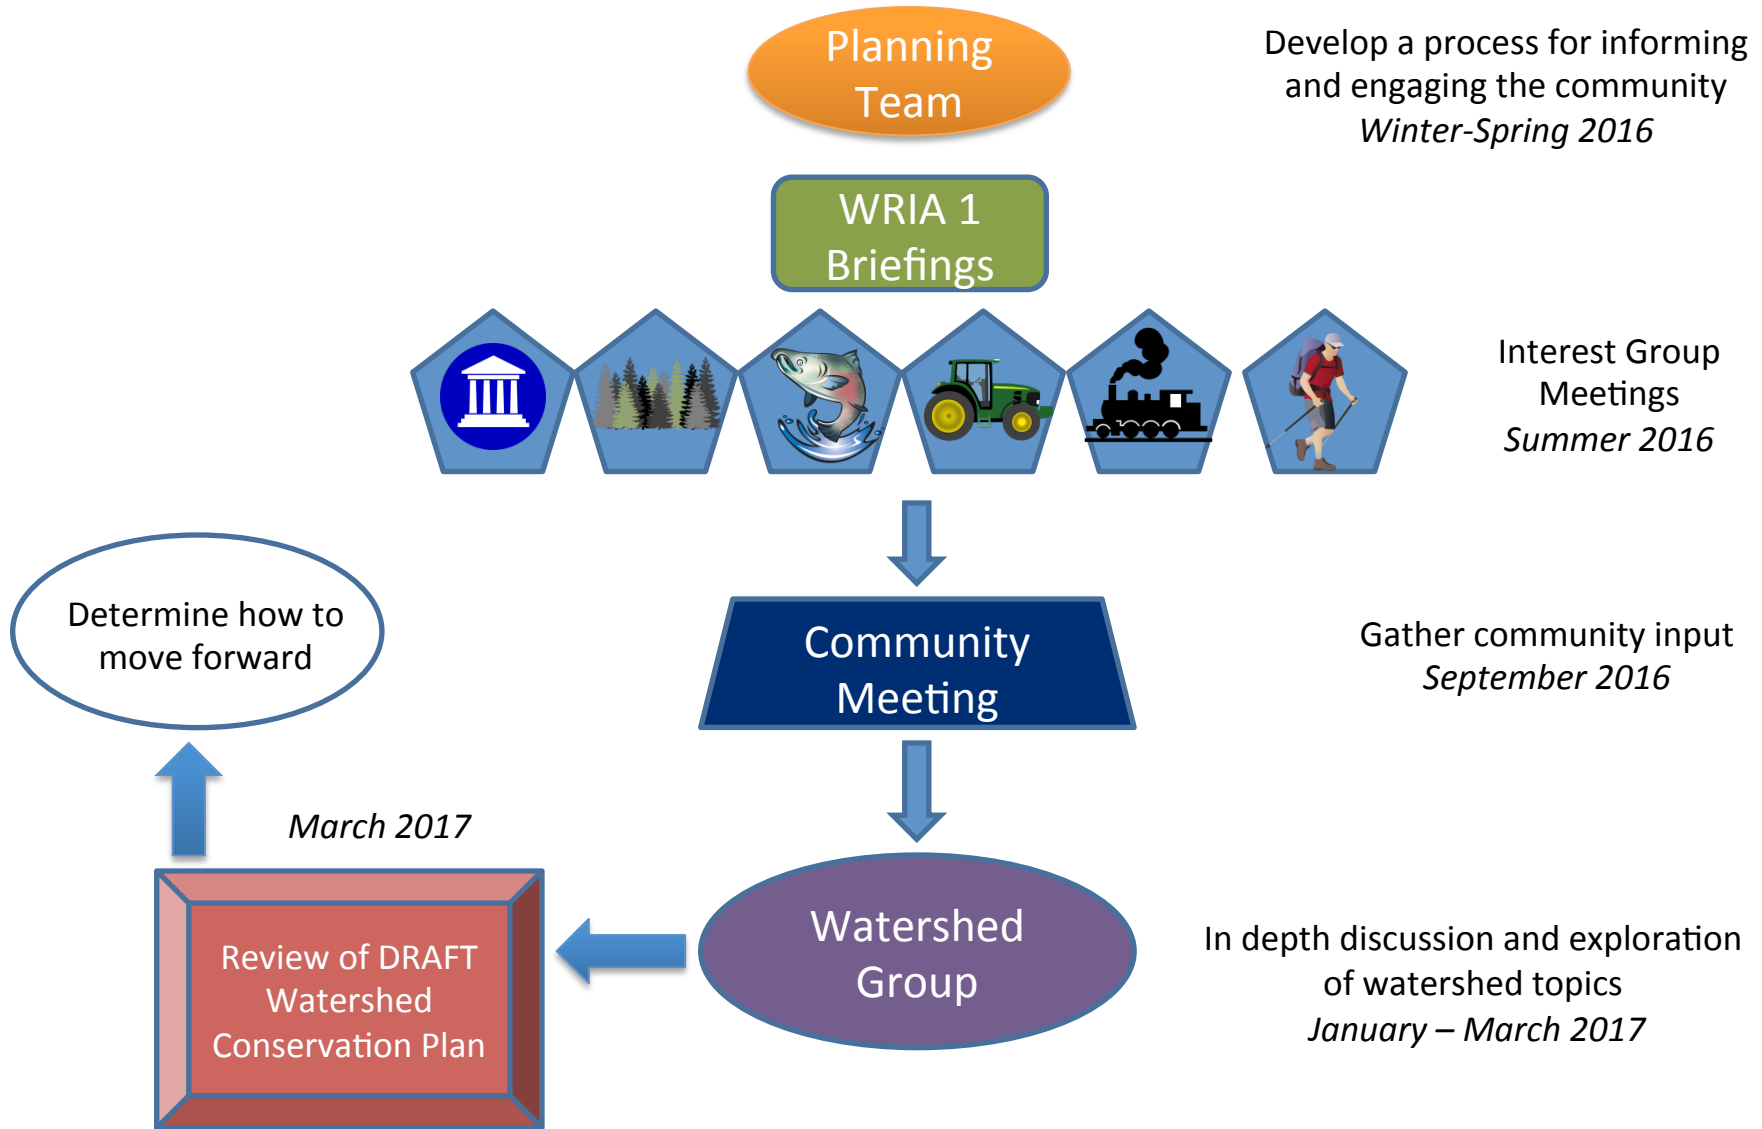 Planning
Team
Develop a process for informing
and engaging the community
Winter-Spring 2016
WRIA 1
Briefings
Interest Group
Meetings
Summer 2016
Determine how to
move forward
Community
Meeting
Gather community input
September 2016
March 2017
Review of DRAFT
Watershed
Conservation Plan
Watershed
Group
In depth discussion and exploration
of watershed topics
January – March 2017